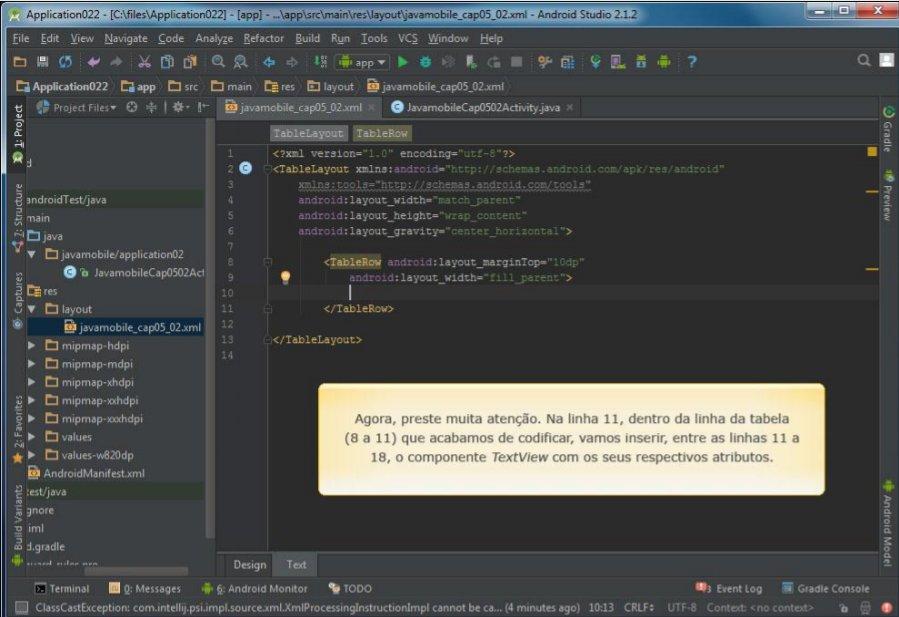 Application022 - [C:\files\Application022] - [app] - ...\app\src\main\res\layout\javamobile_cap05_02.xml - Android Studio 2.1.2
File Edit View Navigate Code Analyze Refactor Build Run Tools VCS Window Help
app
Application022 app src main res layout javamobile_cap05_02.xml
Project Files
javamobile_cap05_02.xml
JavamobileCap0502Activity.java
TableLayout TableRow
1: Project
7: Structure
Captures
2: Favorites
Build Variants
androidTest/java
main
java
javamobile/application02
JavamobileCap0502Act
res
layout
javamobile_cap05_02.xml
mipmap-hdpi
mipmap-mdpi
mipmap-xhdpi
mipmap-xxhdpi
mipmap-xxxhdpi
values
values-w820dp
AndroidManifest.xml
test/java
gnore
iml
d.gradle
1 <?xml version="1.0" encoding="utf-8"?>
2 <TableLayout xmlns:android="http://schemas.android.com/apk/res/android"
3 xmlns:tools="http://schemas.android.com/tools"
4 android:layout_width="match_parent"
5 android:layout_height="wrap_content"
6 android:layout_gravity="center_horizontal">
7
8 <TableRow android:layout_marginTop="10dp"
9 android:layout_width="fill_parent">
10
11 </TableRow>
12
13 </TableLayout>
14
Agora, preste muita atenção. Na linha 11, dentro da linha da tabela
(8 a 11) que acabamos de codificar, vamos inserir, entre as linhas 11 a
18, o componente TextView com os seus respectivos atributos.
Gradle
Preview
Android Model
Design Text
Terminal 0: Messages 6: Android Monitor TODO Event Log Gradle Console
ClassCastException: com.intellij.psi.impl.source.xml.XmlProcessingInstructionImpl cannot be ca... (4 minutes ago) 10:13 CRLF UTF-8 Context: <no context>